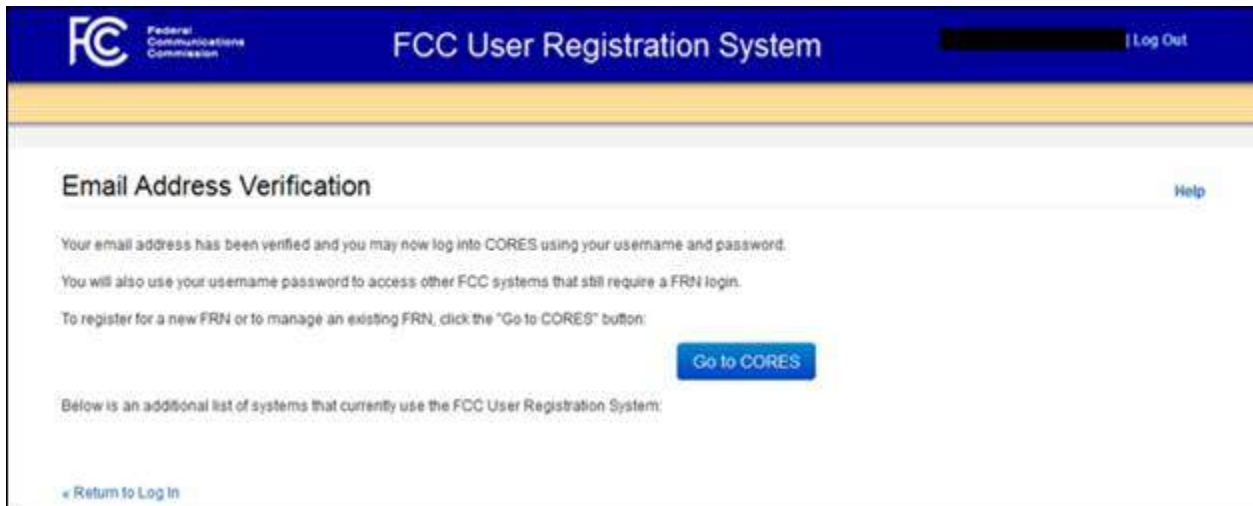 FCC Federal
Communications
Commission
FCC User Registration System
| Log Out
Email Address Verification
Help
Your email address has been verified and you may now log into CORES using your username and password.
You will also use your username password to access other FCC systems that still require a FRN login.
To register for a new FRN or to manage an existing FRN, click the "Go to CORES" button:
Go to CORES
Below is an additional list of systems that currently use the FCC User Registration System:
« Return to Log In